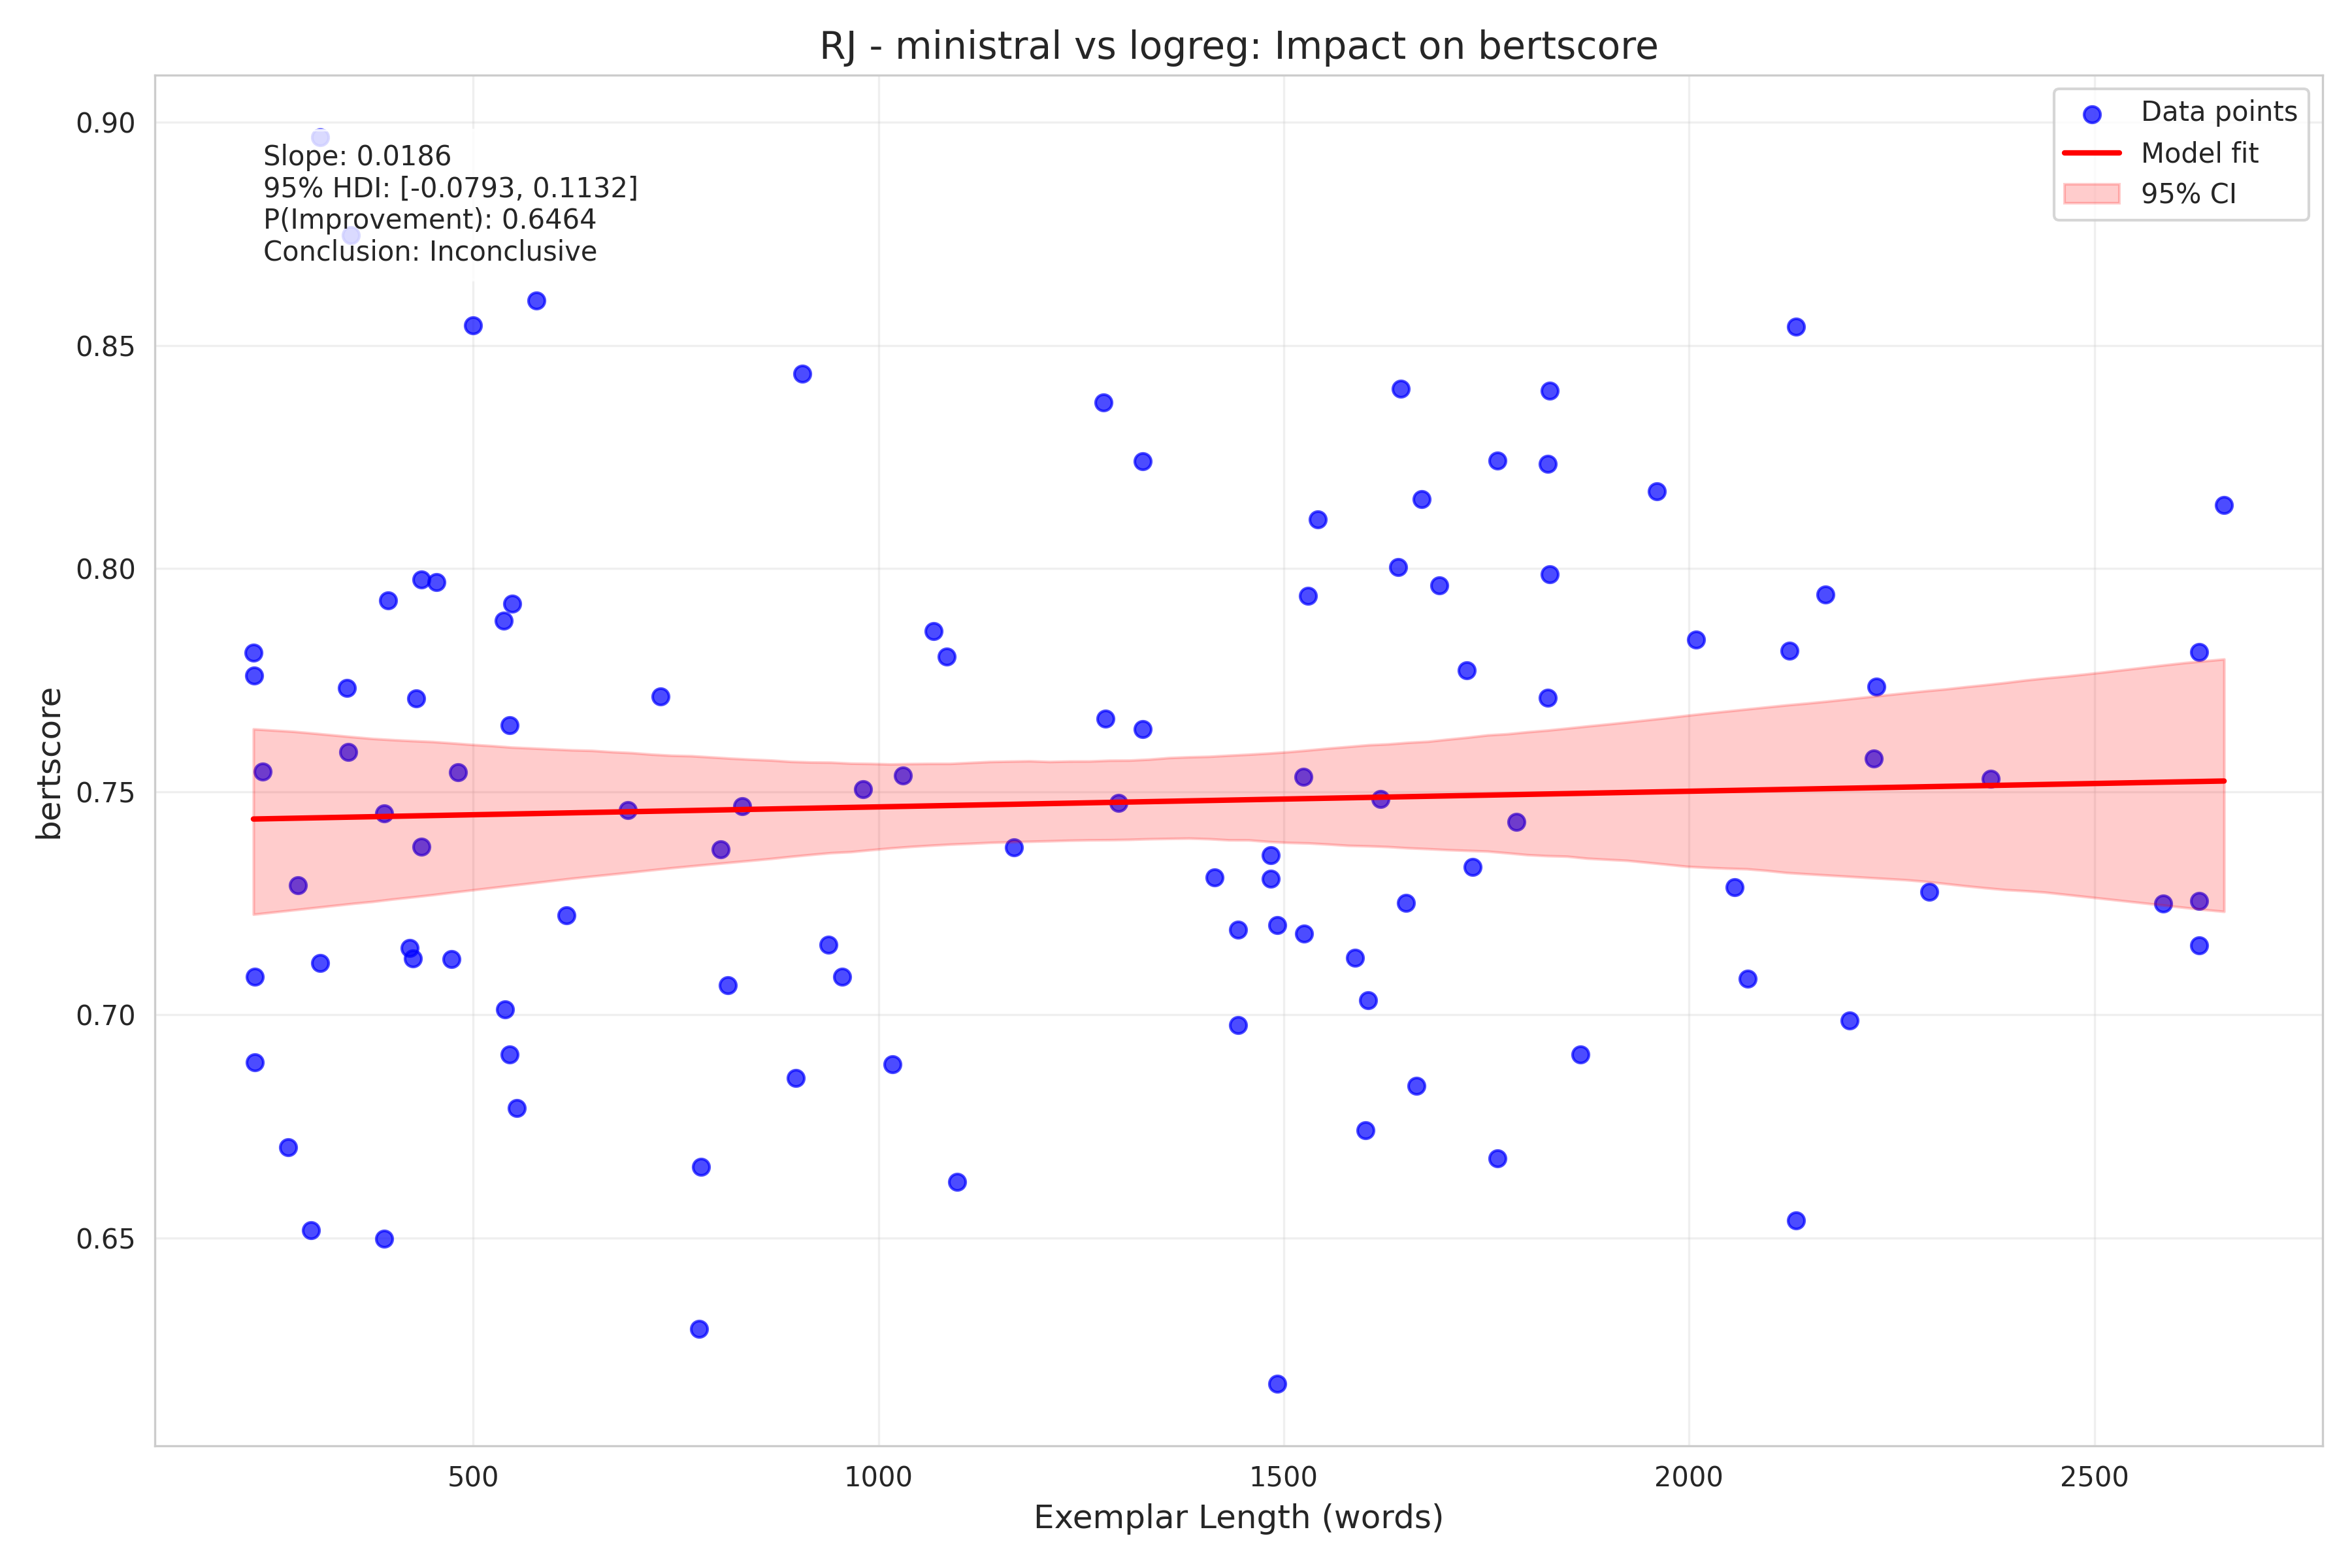 RJ - ministral vs logreg: Impact on bertscore
0.90
0.85
0.80
0.75
0.70
0.65
bertscore
Slope: 0.0186
95% HDI: [-0.0793, 0.1132]
P(Improvement): 0.6464
Conclusion: Inconclusive
Data points
Model fit
95% CI
500
1000
1500
2000
2500
Exemplar Length (words)